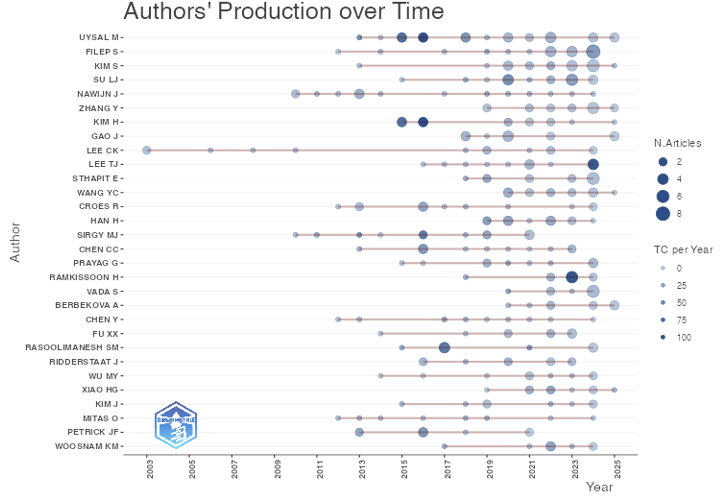 Authors' Production over Time
Author
UYSAL M
FILEP S
KIM S
SU LJ
NAWIJN J
ZHANG Y
KIM H
GAO J
LEE CK
LEE TJ
STHAPIT E
WANG YC
CROES R
HAN H
SIRGY MJ
CHEN CC
PRAYAG G
RAMKISSOON H
VADA S
BERBEKOVA A
CHEN Y
FU XX
RASOOLIMANESH SM
RIDDERSTAAT J
WU MY
XIAO HG
KIM J
MITAS O
PETRICK JF
WOOSNAM KM
2003
2005
2007
2009
2011
2013
2015
2017
2019
2021
2023
2025
Year
N.Articles
2
4
6
8
TC per Year
0
25
50
75
100